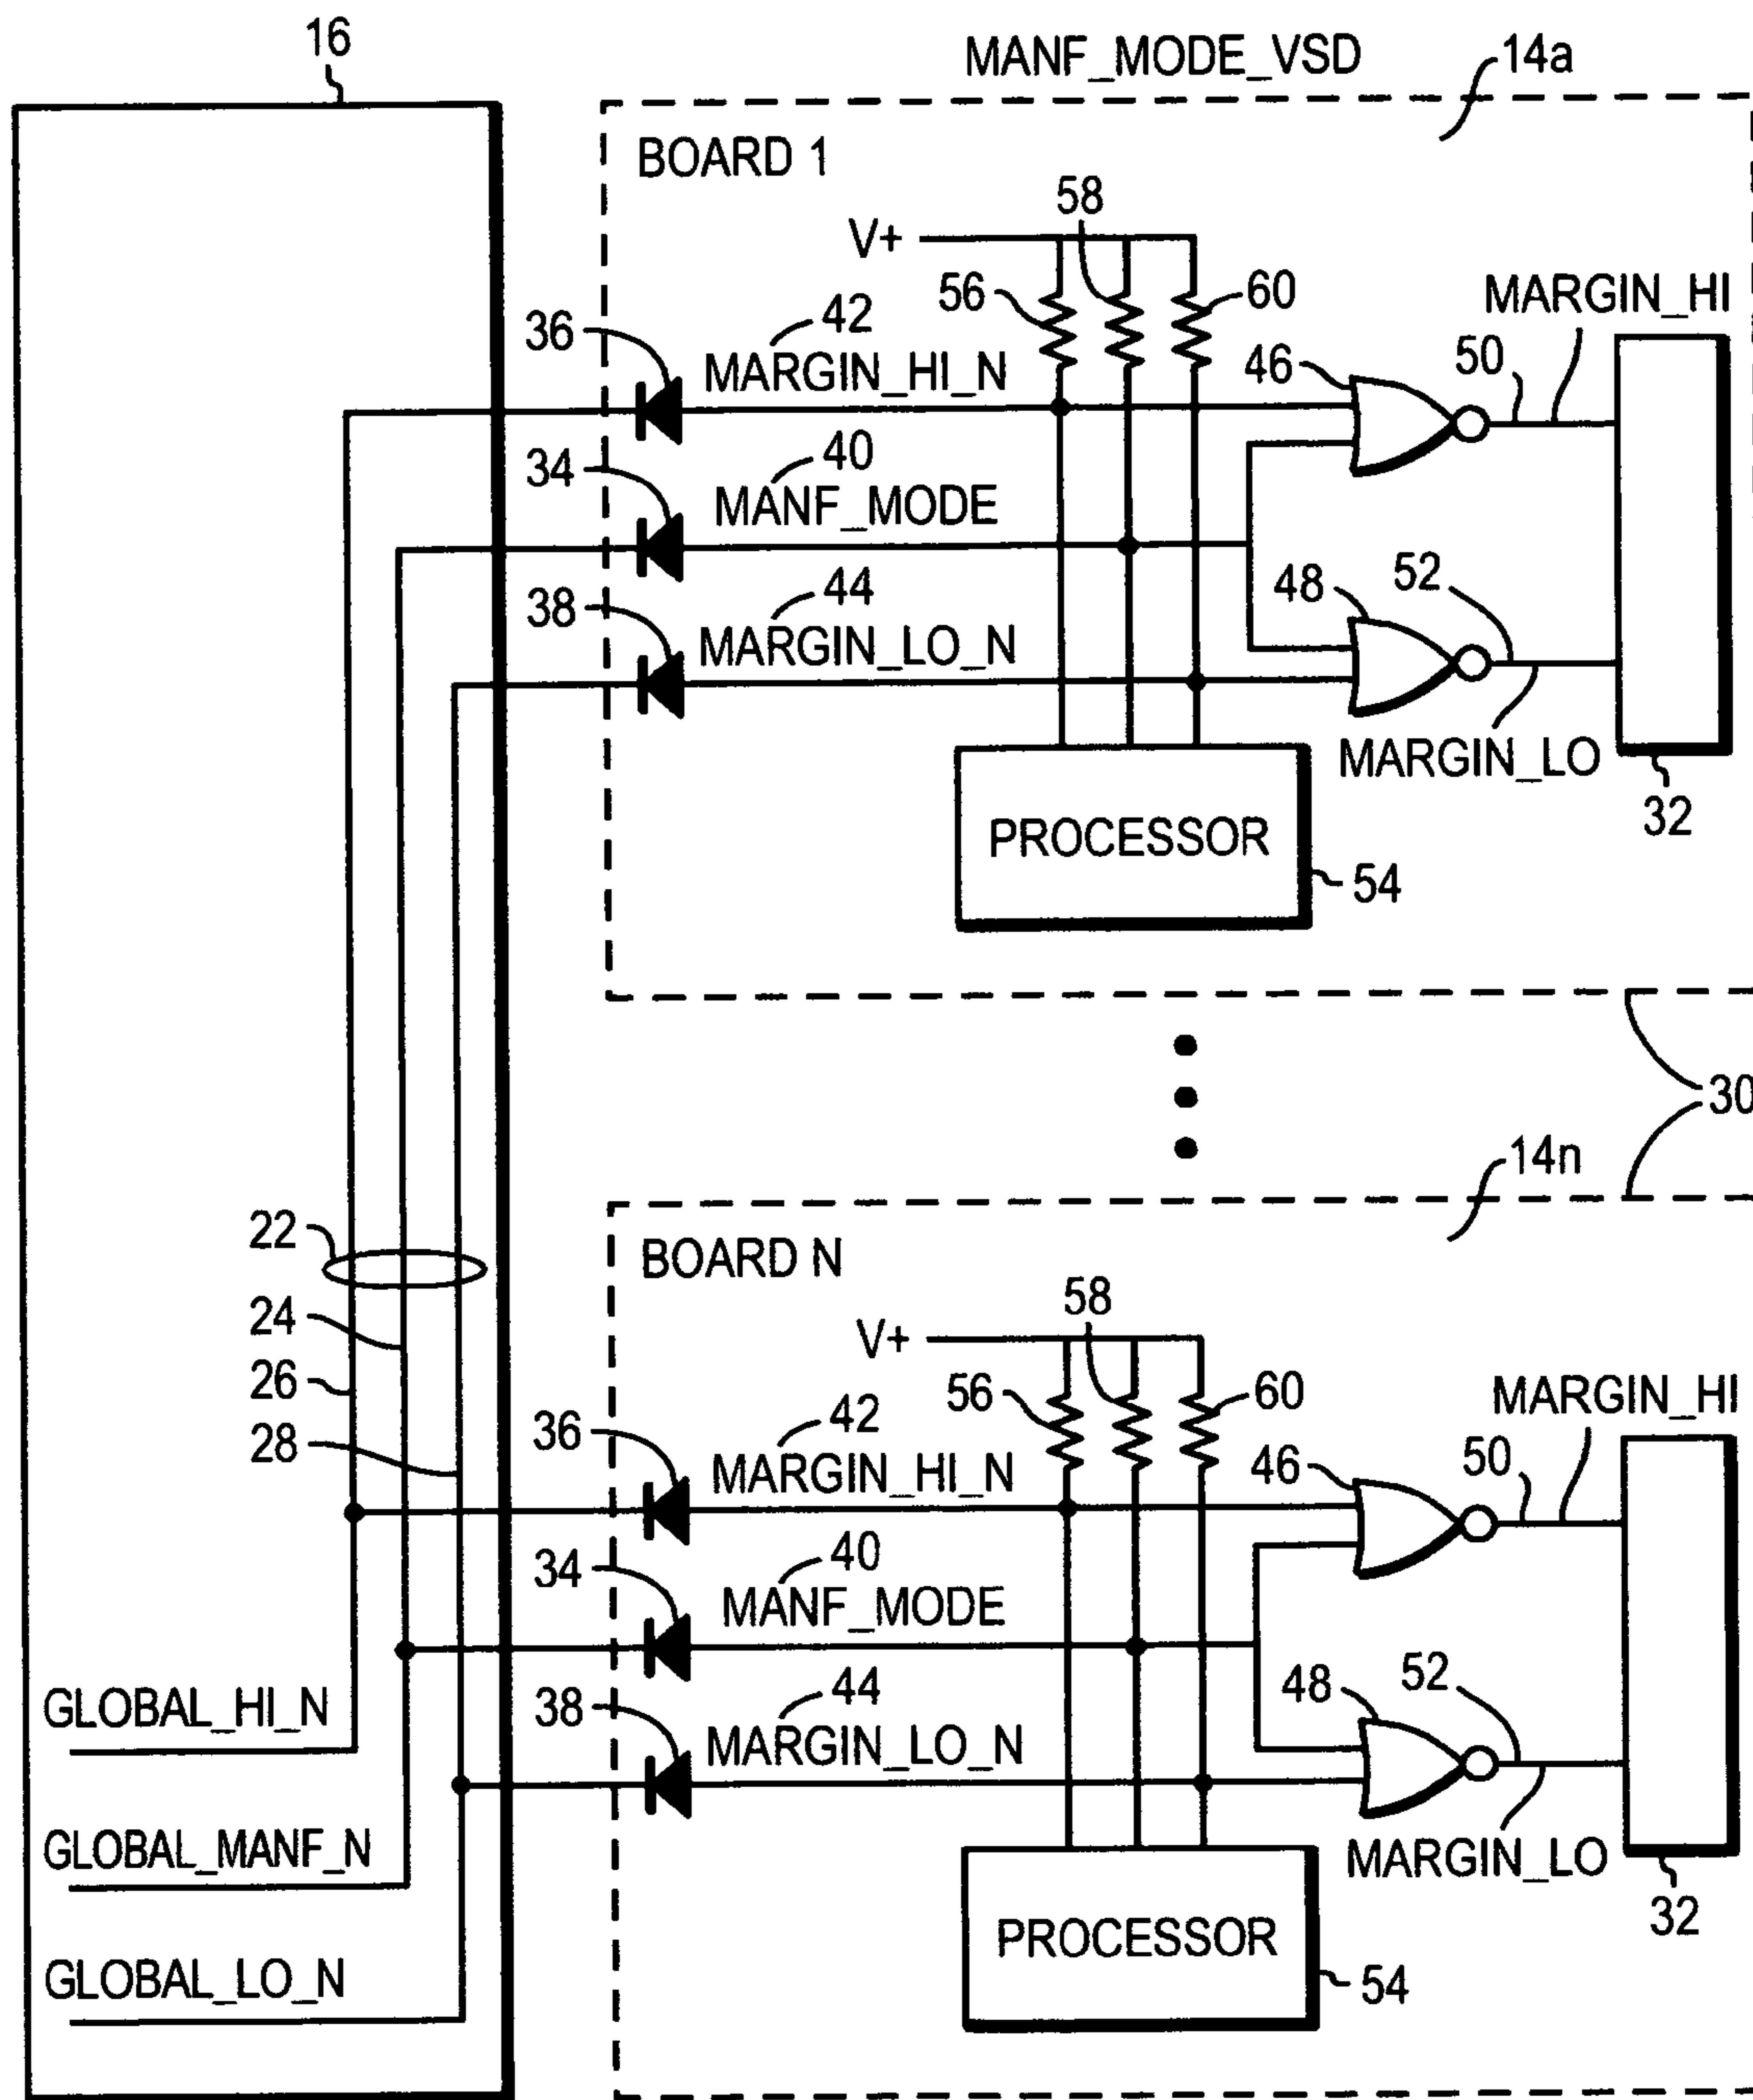 16
MANF_MODE_VSD
14a
BOARD 1
58
V+
56
60
MARGIN_HI
42
36
MARGIN_HI_N
46
50
40
34
MANF_MODE
44
48
52
38
MARGIN_LO_N
MARGIN_LO
32
PROCESSOR
54
30
14n
22
BOARD N
24
58
V+
26
56
60
MARGIN_HI
42
28
36
MARGIN_HI_N
46
50
40
34
MANF_MODE
44
48
52
38
GLOBAL_HI_N
MARGIN_LO_N
GLOBAL_MANF_N
MARGIN_LO
32
PROCESSOR
GLOBAL_LO_N
54